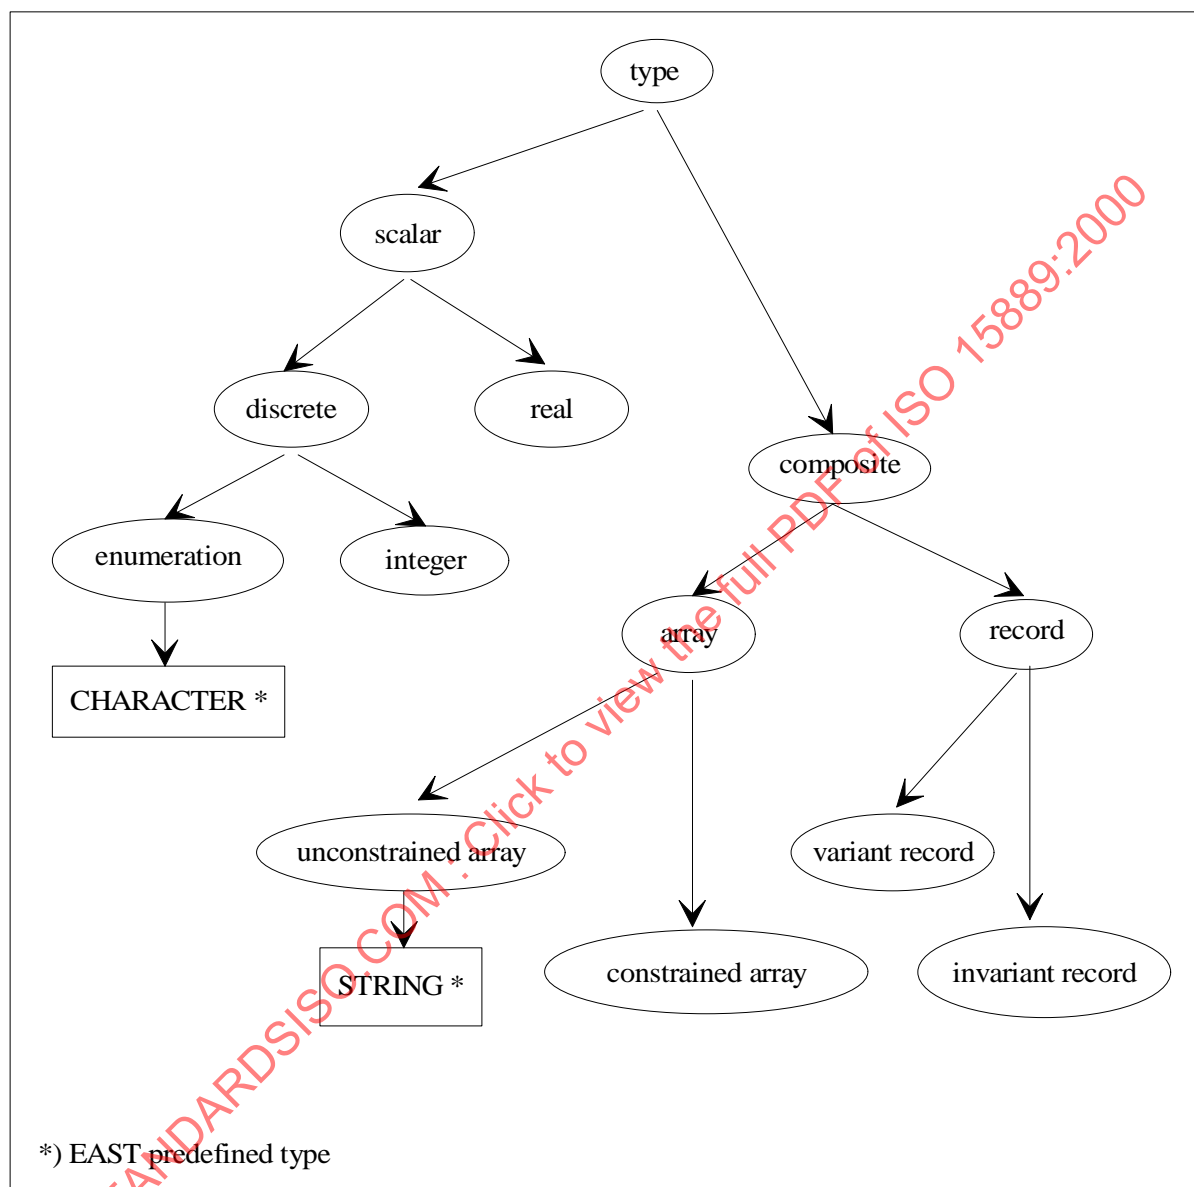 type
scalar
discrete
real
composite
enumeration
integer
array
record
CHARACTER *
unconstrained array
variant record
STRING *
constrained array
invariant record
*) EAST predefined type
STANDARDSISO.COM : Click to view the full PDF of ISO 15889:2000